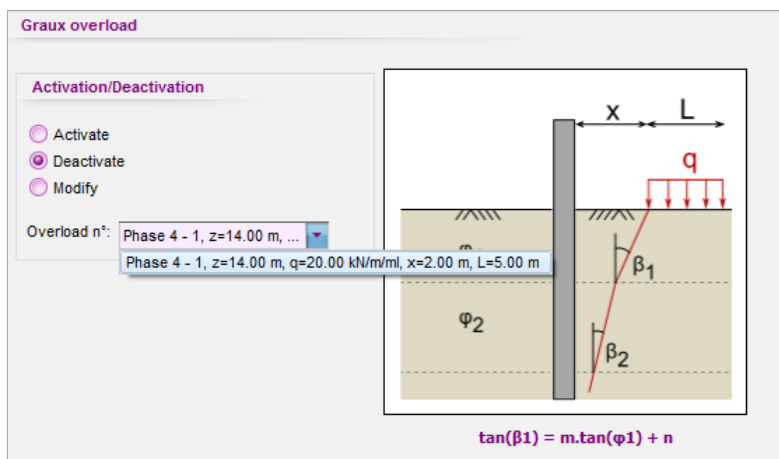 Graux overload
Activation/Deactivation
Activate
Deactivate
Modify
Overload n°: Phase 4 - 1, z=14.00 m, ...
Phase 4 - 1, z=14.00 m, q=20.00 kN/m/ml, x=2.00 m, L=5.00 m
x L
q
β1
φ2
β2
tan(β1) = m.tan(φ1) + n